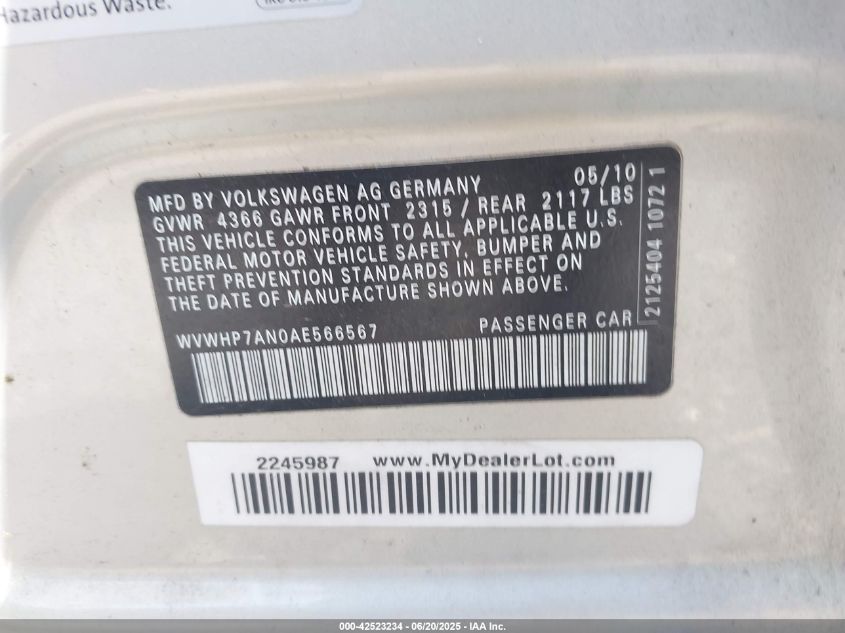 Hazardous Waste.
MFD BY VOLKSWAGEN AG GERMANY 05/10
GVWR 4366 GAWR FRONT 2315 / REAR 2117 LBS
THIS VEHICLE CONFORMS TO ALL APPLICABLE U.S.
FEDERAL MOTOR VEHICLE SAFETY, BUMPER AND
THEFT PREVENTION STANDARDS IN EFFECT ON
THE DATE OF MANUFACTURE SHOWN ABOVE.
WVWHP7AN0AE566567 PASSENGER CAR
2125404 10721
2245987 www.MyDealerLot.com
000-42523234 - 06/20/2025 - IAA Inc.